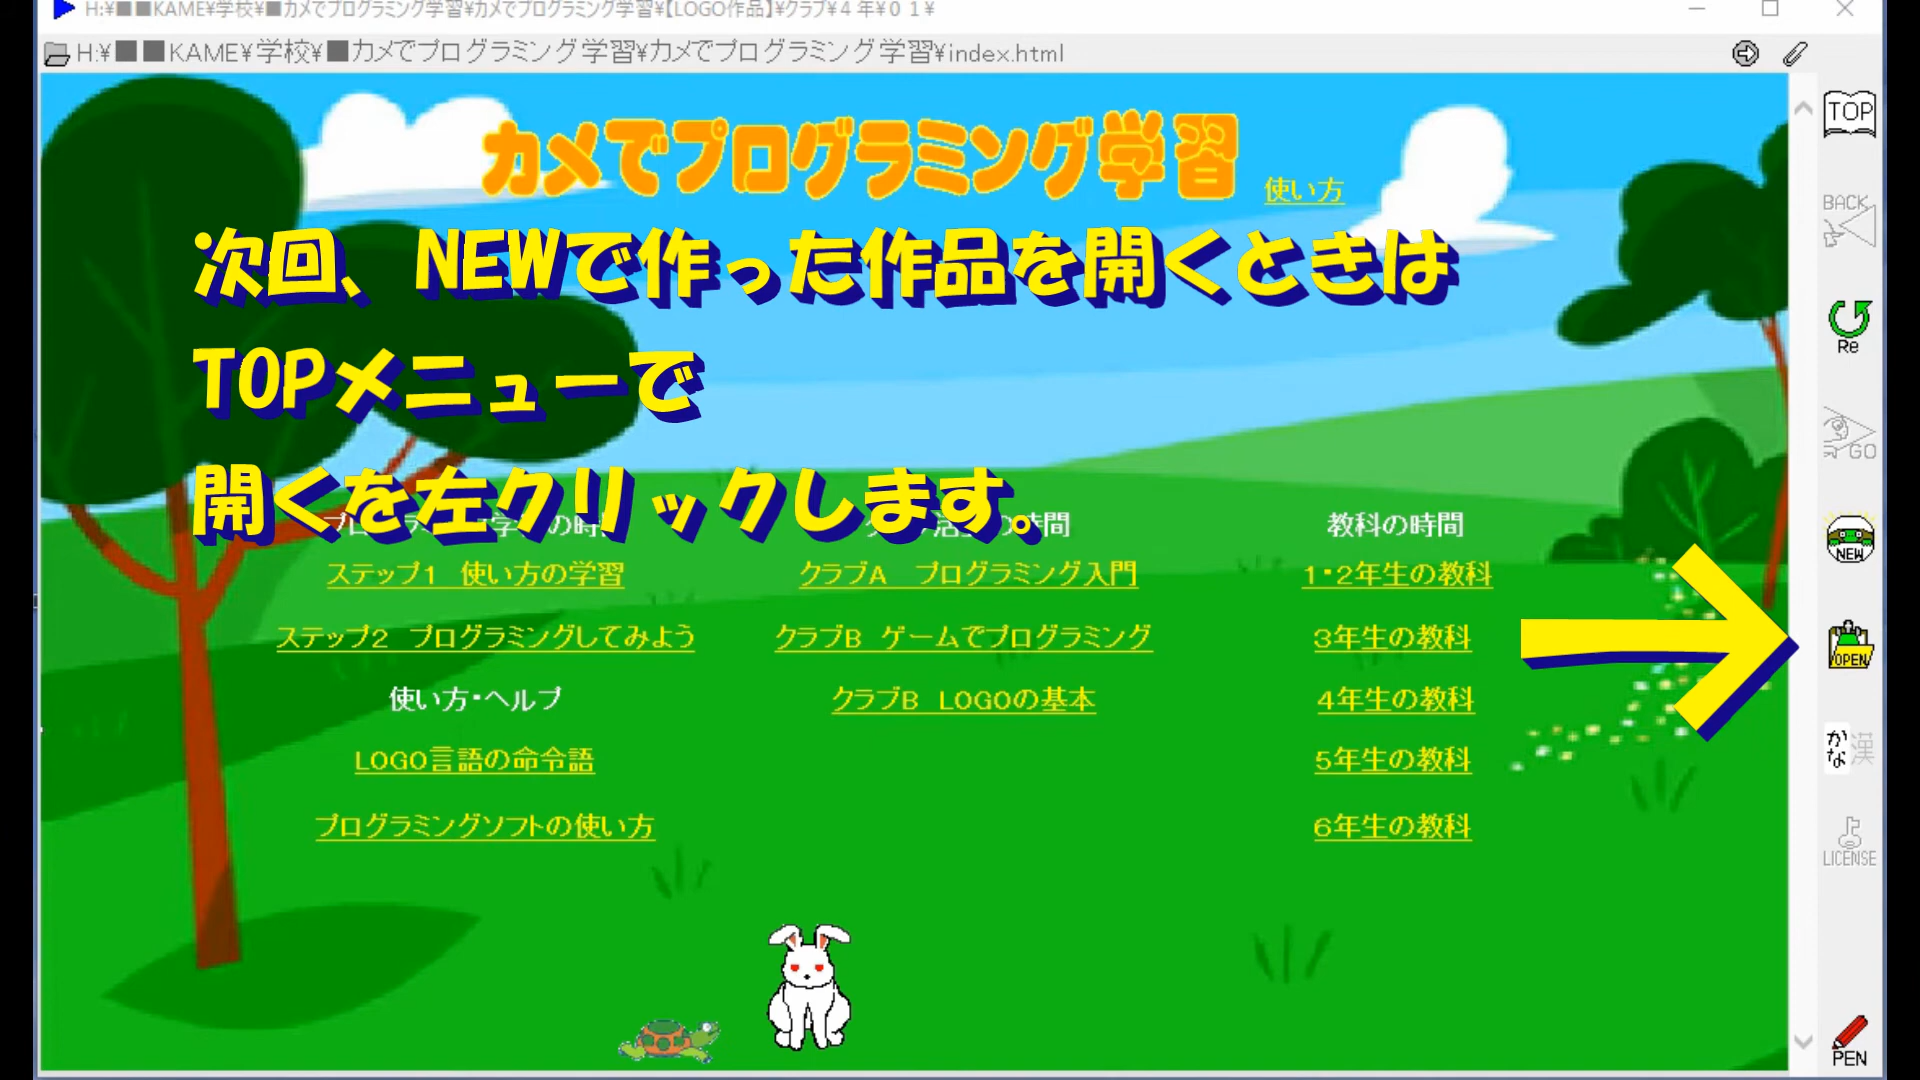 H:¥■■KAME¥学校¥■カメでプログラミング学習¥カメでプログラミング学習¥【LOGO作品】¥クラブ¥4年¥01¥
H:¥■■KAME¥学校¥■カメでプログラミング学習¥カメでプログラミング学習¥index.html
カメでプログラミング学習
使い方
次回、NEWで作った作品を開くときは
TOPメニューで
開くを左クリックします。
教科の時間
ステップ1 使い方の学習
クラブA プログラミング入門
1・2年生の教科
ステップ2 プログラミングしてみよう
クラブB ゲームでプログラミング
3年生の教科
使い方・ヘルプ
クラブB LOGOの基本
4年生の教科
LOGO言語の命令語
5年生の教科
プログラミングソフトの使い方
6年生の教科
TOP
BACK
Re
GO
NEW
OPEN
かな 漢
LICENSE
PEN